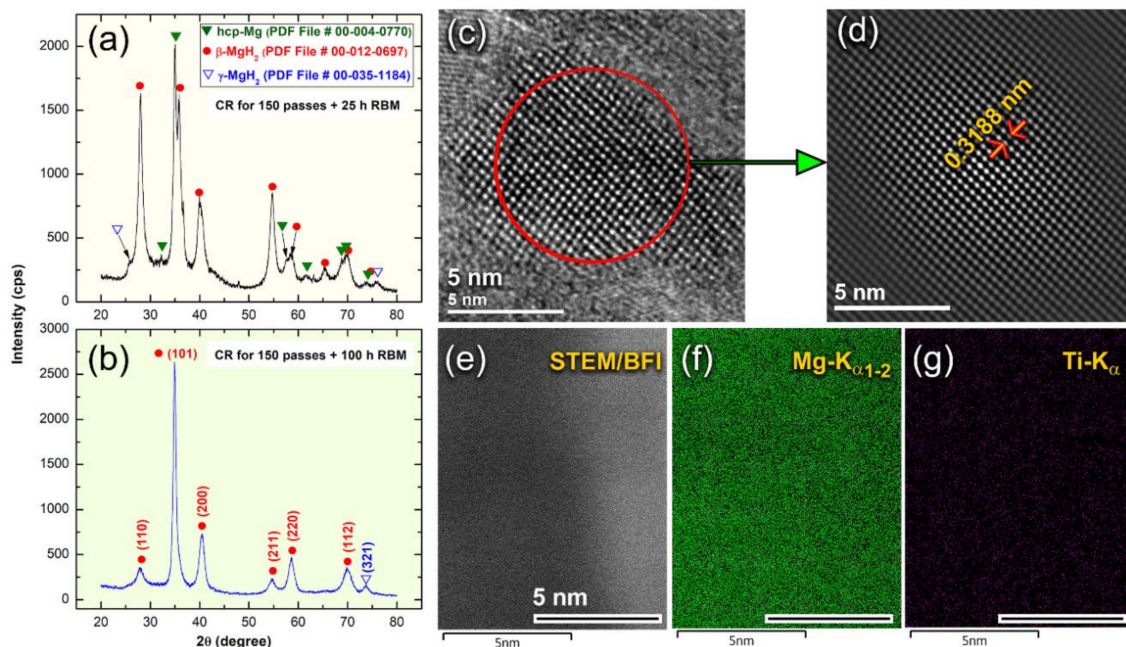 (a)
hcp-Mg (PDF File # 00-004-0770)
β-MgH2 (PDF File # 00-012-0697)
γ-MgH2 (PDF File # 00-035-1184)
CR for 150 passes + 25 h RBM
2000
1500
1000
500
0
10 20 30 40 50 60 70 80
Intensity (cps)
(b)
CR for 150 passes + 100 h RBM
(101)
(110)
(200)
(211)
(220)
(112)
(321)
3000
2500
2000
1500
1000
500
0
10 20 30 40 50 60 70 80
2θ (degree)
(c)
5 nm
5 nm
(d)
0.3188 nm
5 nm
(e)
STEM/BFI
5 nm
5nm
(f)
Mg-Kα1-2
5nm
(g)
Ti-Kα
5nm